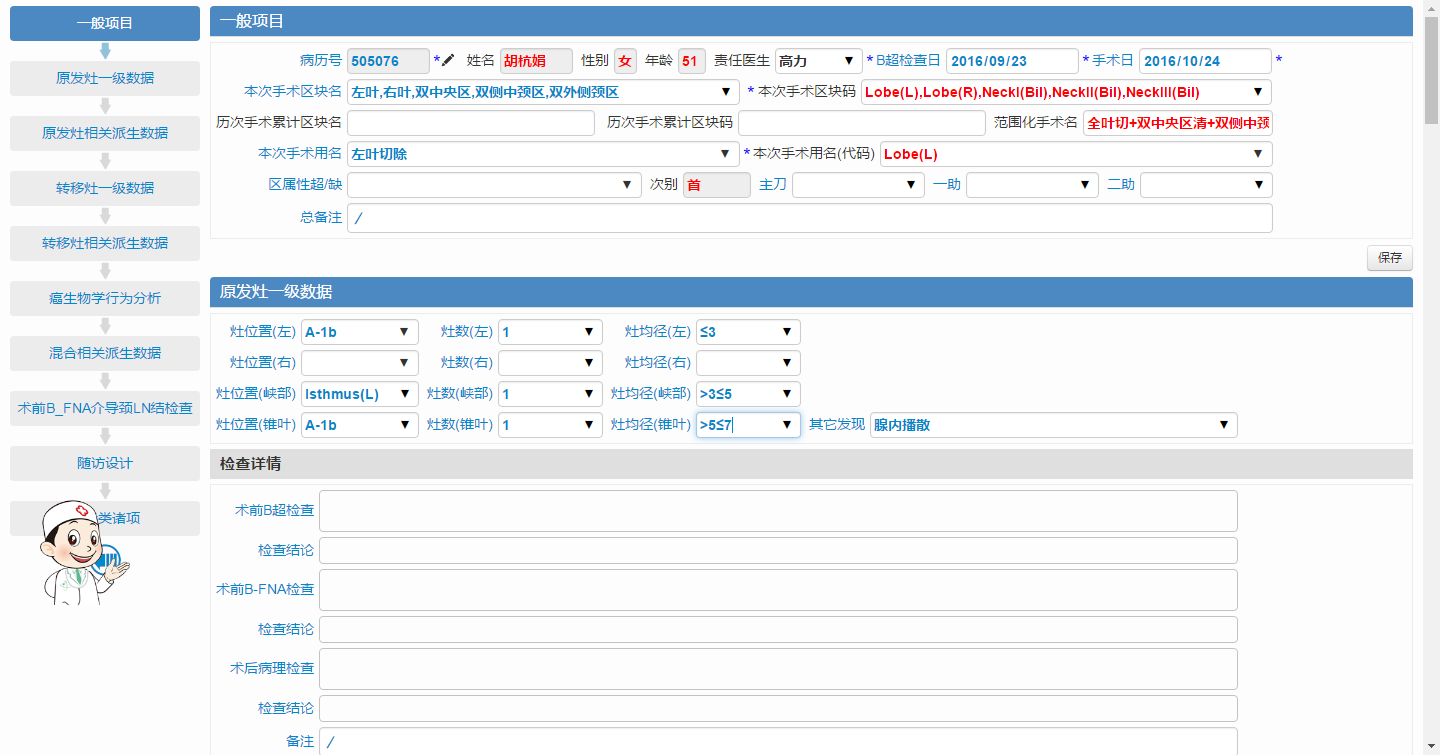 一般项目
原发灶一级数据
原发灶相关派生数据
转移灶一级数据
转移灶相关派生数据
癌生物学行为分析
混合相关派生数据
术前B_FNA介导颈LN结检查
随访设计
类诸项
一般项目
病历号 505076 * 姓名 胡杭娟 性别 女 年龄 51 责任医生 高力 * B超检查日 2016/09/23 * 手术日 2016/10/24 *
本次手术区块名 左叶,右叶,双中央区,双侧中颈区,双外侧颈区 * 本次手术区块码 Lobe(L),Lobe(R),NeckI(Bil),NeckII(Bil),NeckIII(Bil)
历次手术累计区块名 历次手术累计区块码 范围化手术名 全叶切+双中央区清+双侧中颈
本次手术用名 左叶切除 * 本次手术用名(代码) Lobe(L)
区属性超/缺 次别 首 主刀 一助 二助
总备注 /
保存
原发灶一级数据
灶位置(左) A-1b 灶数(左) 1 灶均径(左) ≤3
灶位置(右) 灶数(右) 灶均径(右)
灶位置(峡部) Isthmus(L) 灶数(峡部) 1 灶均径(峡部) >3≤5
灶位置(锥叶) A-1b 灶数(锥叶) 1 灶均径(锥叶) >5≤7 其它发现 腺内播散
检查详情
术前B超检查
检查结论
术前B-FNA检查
检查结论
术后病理检查
检查结论
备注 /